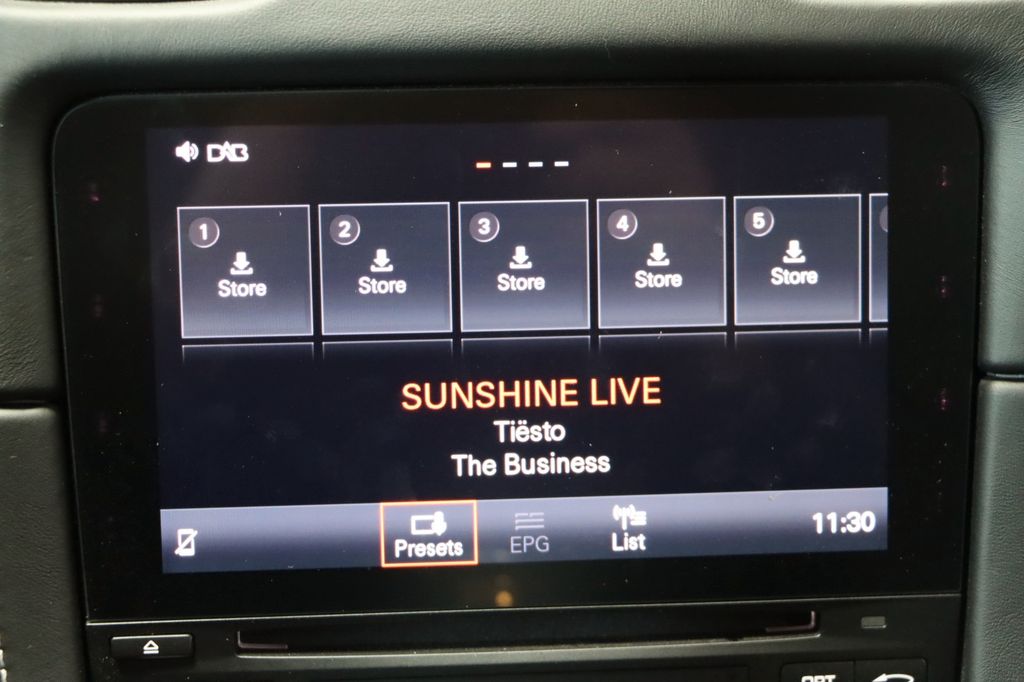 DAB
1 2 3 4 5
Store Store Store Store Store
SUNSHINE LIVE
Tiësto
The Business
Presets EPG List 11:30
OPT